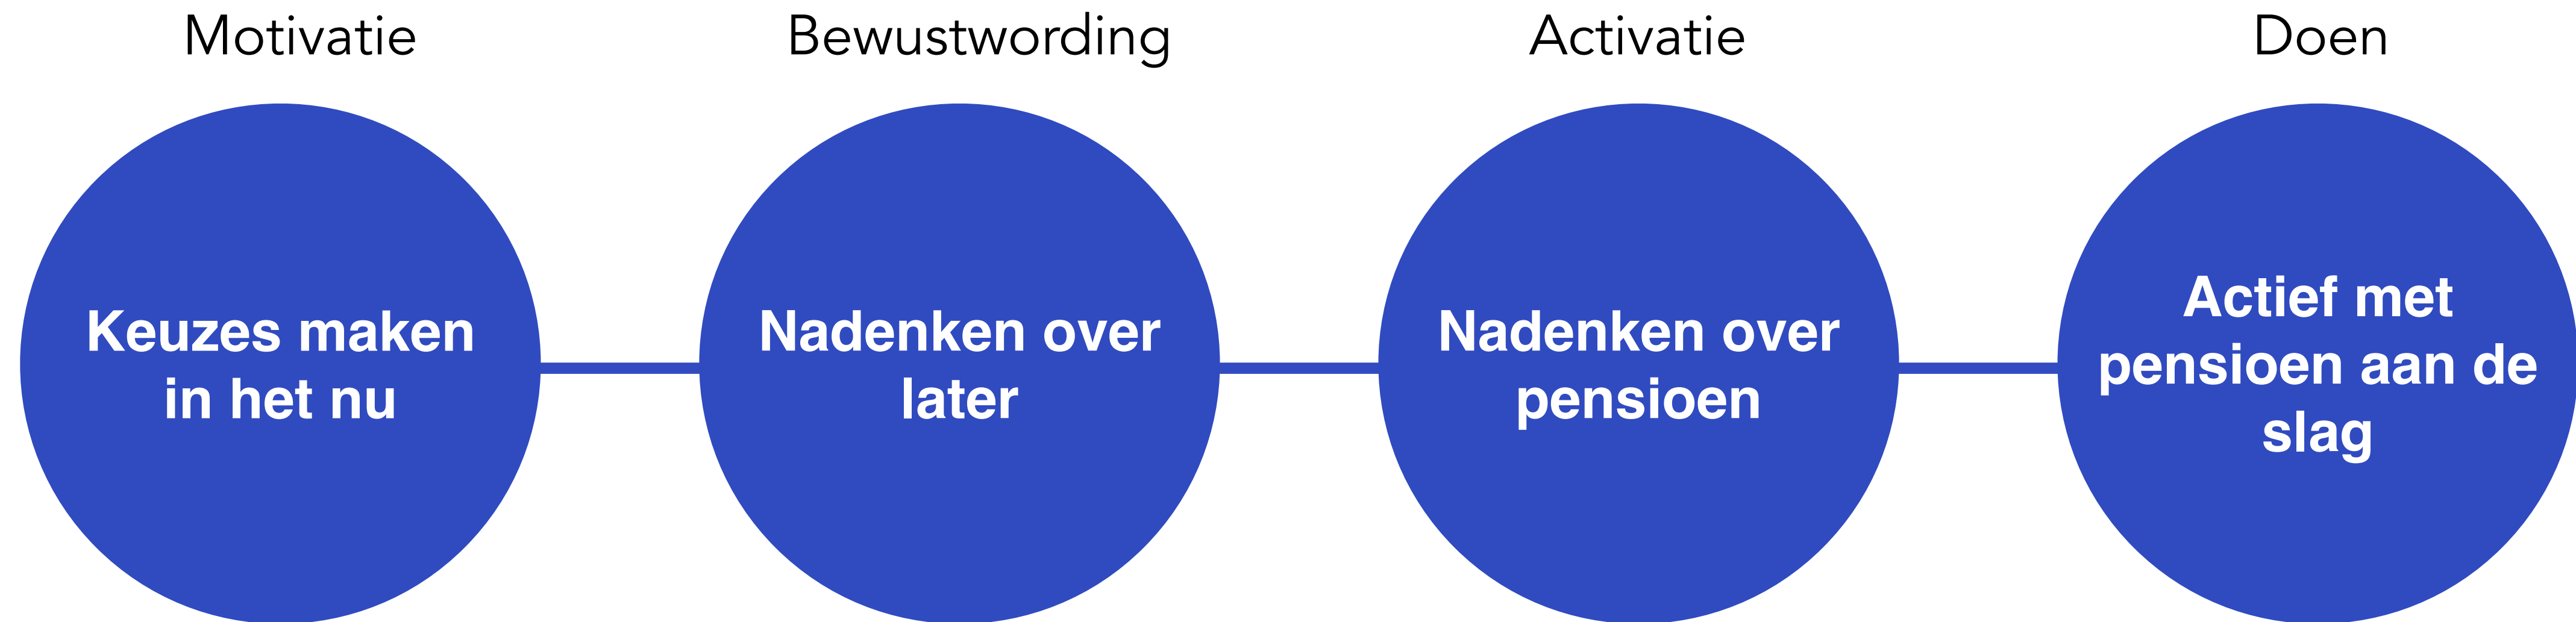 Motivatie
Bewustwording
Activatie
Doen
Keuzes maken
in het nu
Nadenken over
later
Nadenken over
pensioen
Actief met
pensioen aan de
slag